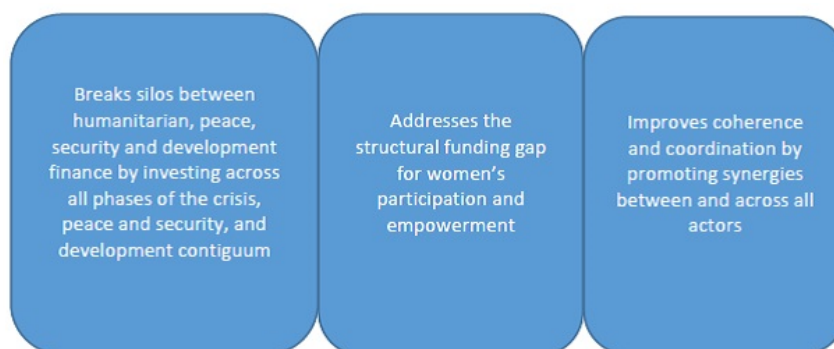 Breaks silos between
humanitarian, peace,
security and development
finance by investing across
all phases of the crisis,
peace and security, and
development contiguum
Addresses the
structural funding gap
for women’s
participation and
empowerment
Improves coherence
and coordination by
promoting synergies
between and across all
actors